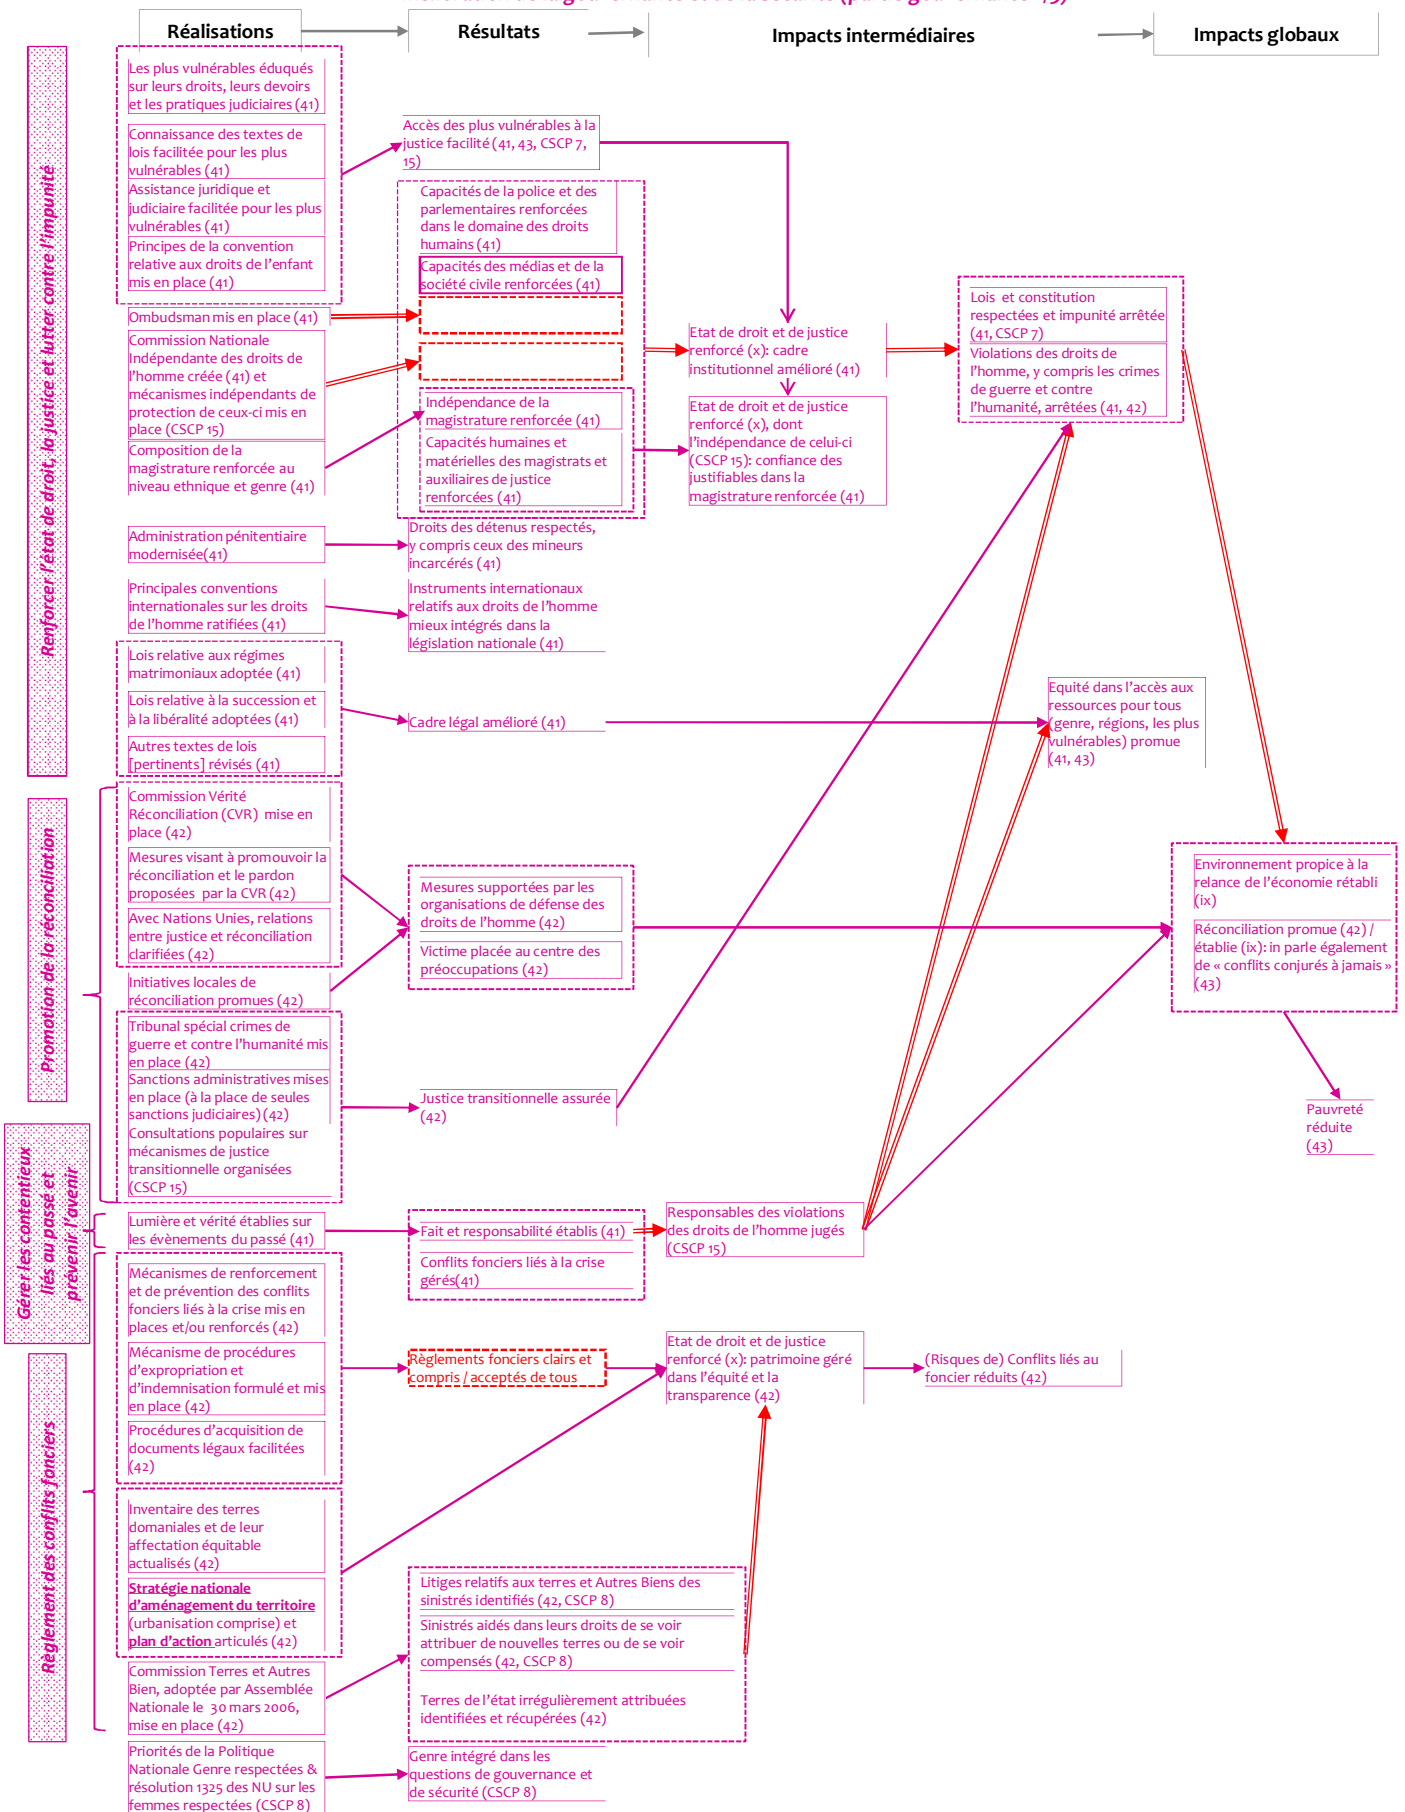 Réalisations
Résultats
Impacts intermédiaires
Impacts globaux
Renforcer l'état de droit, la justice et lutter contre l'impunité
Les plus vulnérables éduqués
sur leurs droits, leurs devoirs
et les pratiques judiciaires (41)
Connaissance des textes de
lois facilitée pour les plus
vulnérables (41)
Assistance juridique et
judiciaire facilitée pour les plus
vulnérables (41)
Principes de la convention
relative aux droits de l'enfant
mis en place (41)
Ombudsman mis en place (41)
Commission Nationale
Indépendante des droits de
l'homme créée (41) et
mécanismes indépendants de
protection de ceux-ci mis en
place (CSCP 15)
Composition de la
magistrature renforcée au
niveau ethnique et genre (41)
Administration pénitentiaire
modernisée(41)
Principales conventions
internationales sur les droits
de l'homme ratifiées (41)
Lois relative aux régimes
matrimoniaux adoptée (41)
Lois relative à la succession et
à la libéralité adoptées (41)
Autres textes de lois
[pertinents] révisés (41)
Accès des plus vulnérables à la
justice facilité (41, 43, CSCP 7,
15)
Capacités de la police et des
parlementaires renforcées
dans le domaine des droits
humains (41)
Capacités des médias et de la
société civile renforcées (41)
Indépendance de la
magistrature renforcée (41)
Capacités humaines et
matérielles des magistrats et
auxiliaires de justice
renforcées (41)
Droits des détenus respectés,
y compris ceux des mineurs
incarcérés (41)
Instruments internationaux
relatifs aux droits de l'homme
mieux intégrés dans la
législation nationale (41)
Cadre légal amélioré (41)
Etat de droit et de justice
renforcé (x): cadre
institutionnel amélioré (41)
Etat de droit et de justice
renforcé (x), dont
l'indépendance de celui-ci
(CSCP 15): confiance des
justifiables dans la
magistrature renforcée (41)
Lois et constitution
respectées et impunité arrêtée
(41, CSCP 7)
Violations des droits de
l'homme, y compris les crimes
de guerre et contre
l'humanité, arrêtées (41, 42)
Equité dans l'accès aux
ressources pour tous
(genre, régions, les plus
vulnérables) promue
(41, 43)
Promotion de la réconciliation
Commission Vérité
Réconciliation (CVR) mise en
place (42)
Mesures visant à promouvoir la
réconciliation et le pardon
proposées par la CVR (42)
Avec Nations Unies, relations
entre justice et réconciliation
clarifiées (42)
Initiatives locales de
réconciliation promues (42)
Tribunal spécial crimes de
guerre et contre l'humanité mis
en place (42)
Sanctions administratives mises
en place (à la place de seules
sanctions judiciaires) (42)
Consultations populaires sur
mécanismes de justice
transitionnelle organisées
(CSCP 15)
Mesures supportées par les
organisations de défense des
droits de l'homme (42)
Victime placée au centre des
préoccupations (42)
Justice transitionnelle assurée
(42)
Environnement propice à la
relance de l'économie rétabli
(ix)
Réconciliation promue (42) /
établie (ix): in parle également
de « conflits conjurés à jamais »
(43)
Pauvreté
réduite
(43)
Gérer les contentieux
liés au passé et
prévenir l'avenir
Lumière et vérité établies sur
les évènements du passé (41)
Fait et responsabilité établis (41)
Conflits fonciers liés à la crise
gérés(41)
Responsables des violations
des droits de l'homme jugés
(CSCP 15)
Règlement des conflits fonciers
Mécanismes de renforcement
et de prévention des conflits
fonciers liés à la crise mis en
places et/ou renforcés (42)
Mécanisme de procédures
d'expropriation et
d'indemnisation formulé et mis
en place (42)
Procédures d'acquisition de
documents légaux facilitées
(42)
Inventaire des terres
domaniales et de leur
affectation équitable
actualisés (42)
Stratégie nationale
d'aménagement du territoire
(urbanisation comprise) et
plan d'action articulés (42)
Commission Terres et Autres
Bien, adoptée par Assemblée
Nationale le 30 mars 2006,
mise en place (42)
Priorités de la Politique
Nationale Genre respectées &
résolution 1325 des NU sur les
femmes respectées (CSCP 8)
Règlements fonciers clairs et
compris / acceptés de tous
Etat de droit et de justice
renforcé (x): patrimoine géré
dans l'équité et la
transparence (42)
(Risques de) Conflits liés au
foncier réduits (42)
Litiges relatifs aux terres et Autres Biens des
sinistrés identifiés (42, CSCP 8)
Sinistrés aidés dans leurs droits de se voir
attribuer de nouvelles terres ou de se voir
compensés (42, CSCP 8)
Terres de l'état irrégulièrement attribuées
identifiées et récupérées (42)
Genre intégré dans les
questions de gouvernance et
de sécurité (CSCP 8)